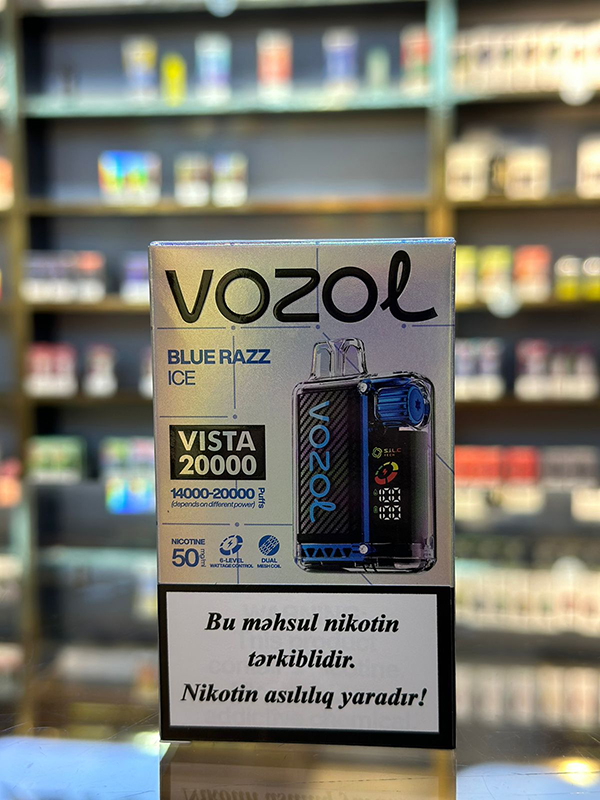 VOZOL
BLUE RAZZ
ICE
VISTA
20000
14000-20000 Puffs
(depends on different power)
NICOTINE
50 mg/ml
6-LEVEL
WATTAGE CONTROL
DUAL
MESH COIL
VOZOL
Bu məhsul nikotin
tərkiblidir.
Nikotin asılılıq yaradır!